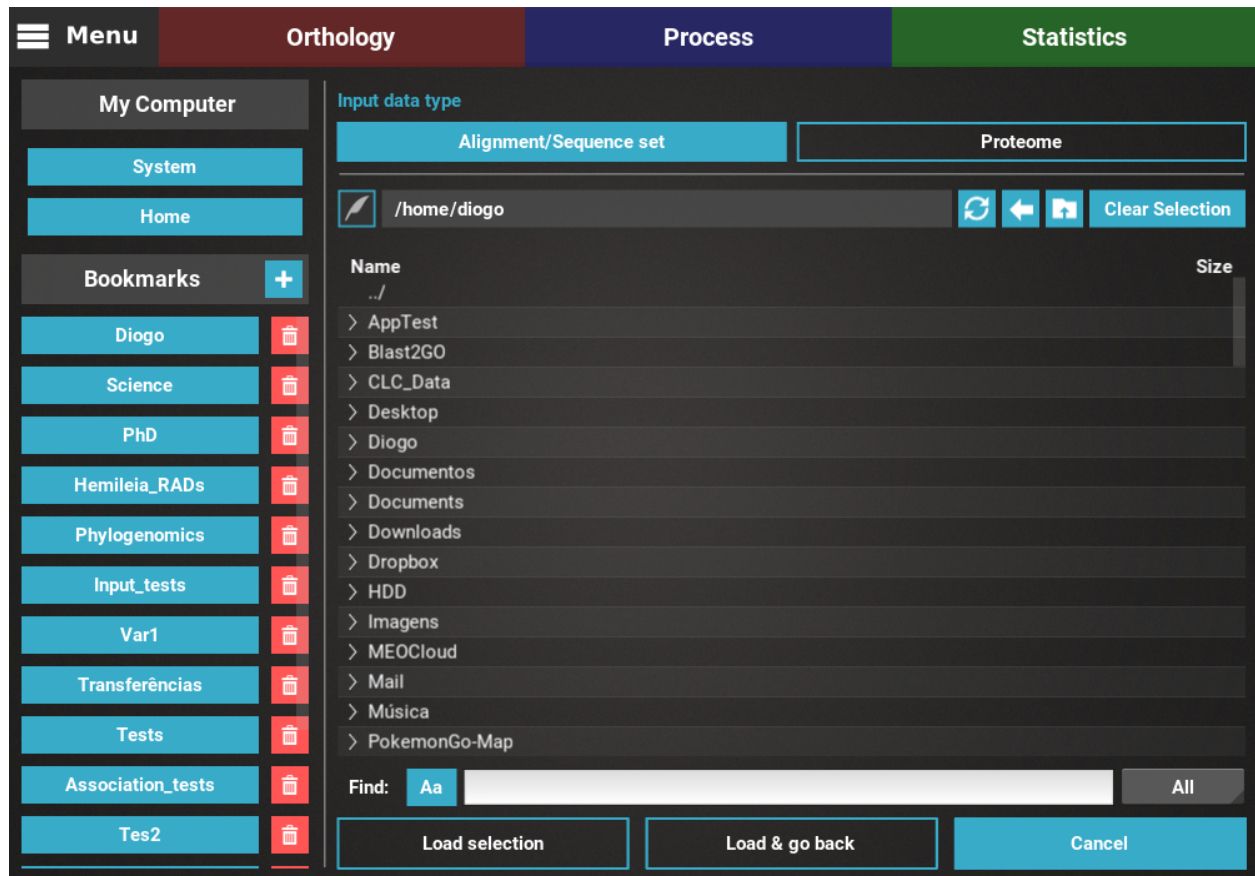 Menu
Orthology
Process
Statistics
My Computer
System
Home
Bookmarks
+
Diogo
Science
PhD
Hemileia_RADs
Phylogenomics
Input_tests
Var1
Transferências
Tests
Association_tests
Tes2
Input data type
Alignment/Sequence set
Proteome
/home/diogo
Clear Selection
Name Size
../
> AppTest
> Blast2GO
> CLC_Data
> Desktop
> Diogo
> Documentos
> Documents
> Downloads
> Dropbox
> HDD
> Imagens
> MEOCloud
> Mail
> Música
> PokemonGo-Map
Find: Aa All
Load selection
Load & go back
Cancel